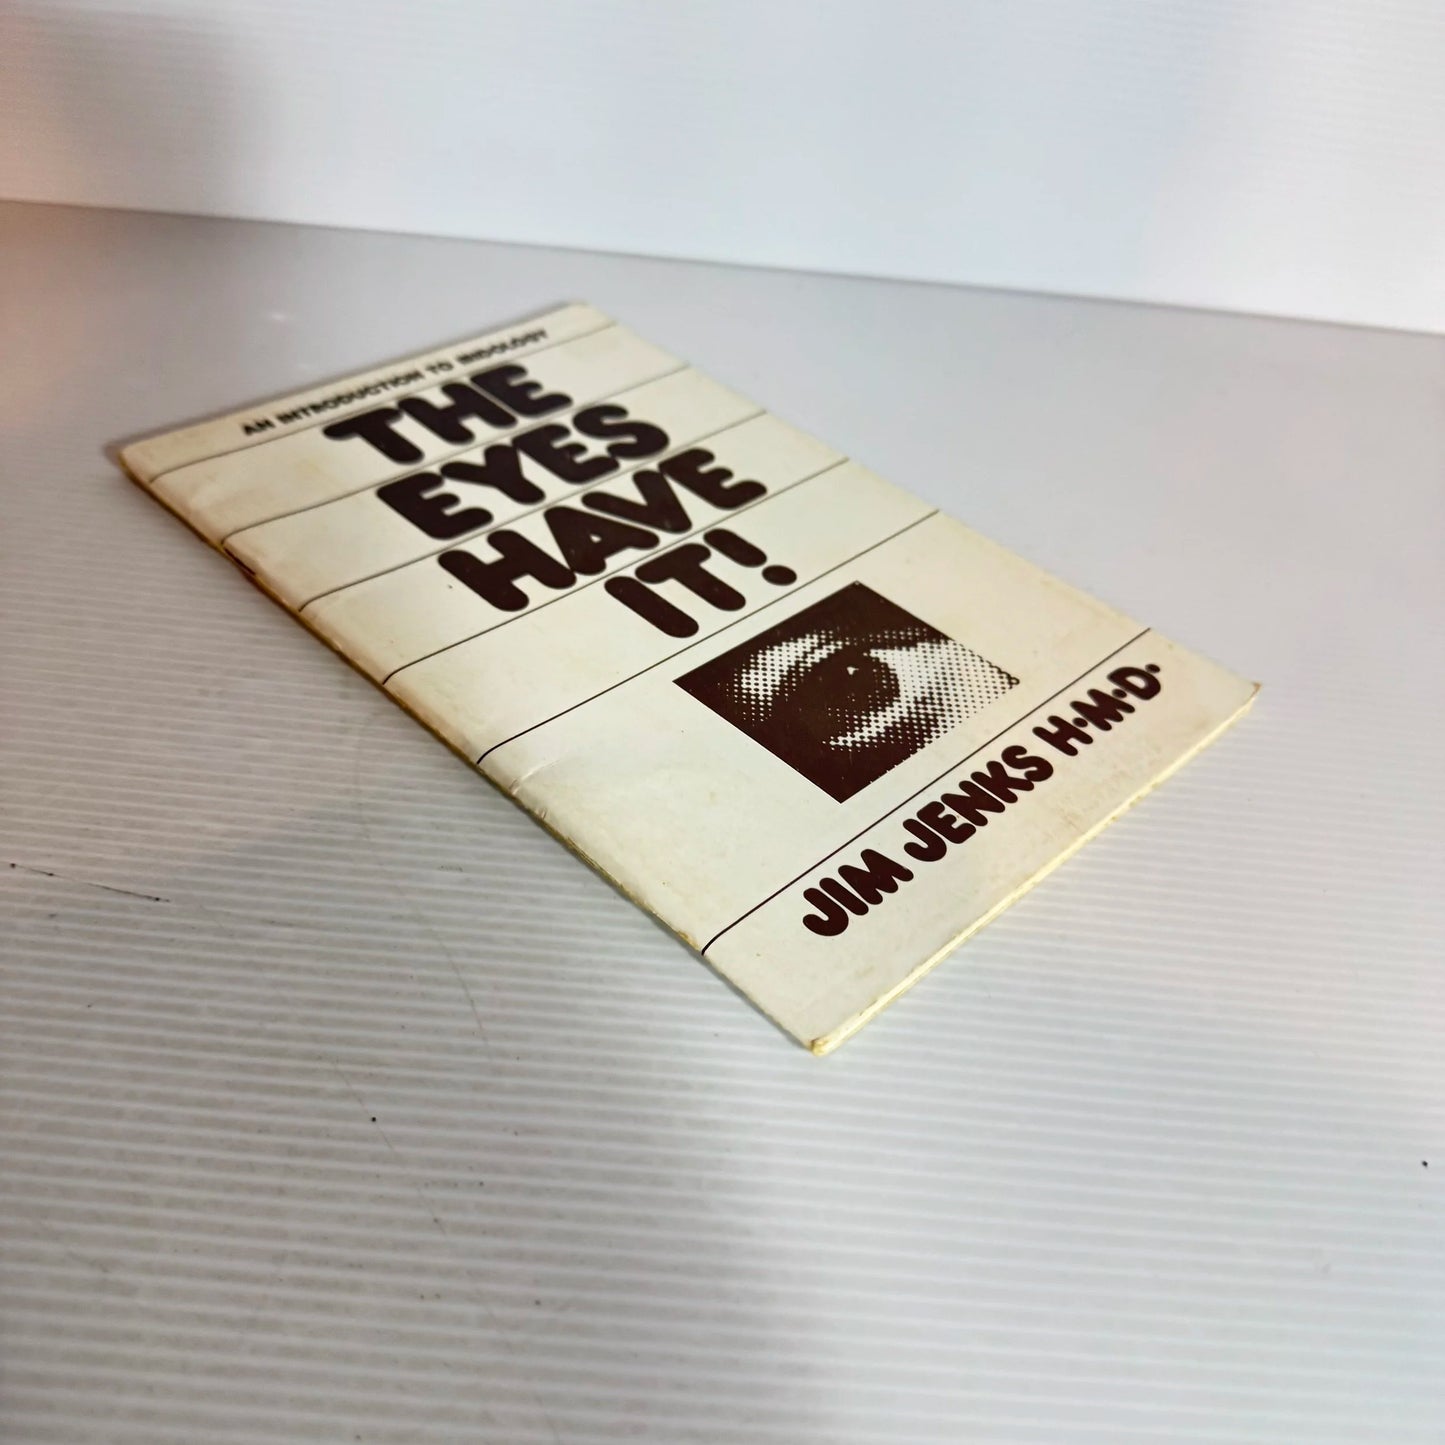 AN INTRODUCTION TO IRIDOLOGY
THE
EYES
HAVE
IT!
JIM JENKS H·M·D·